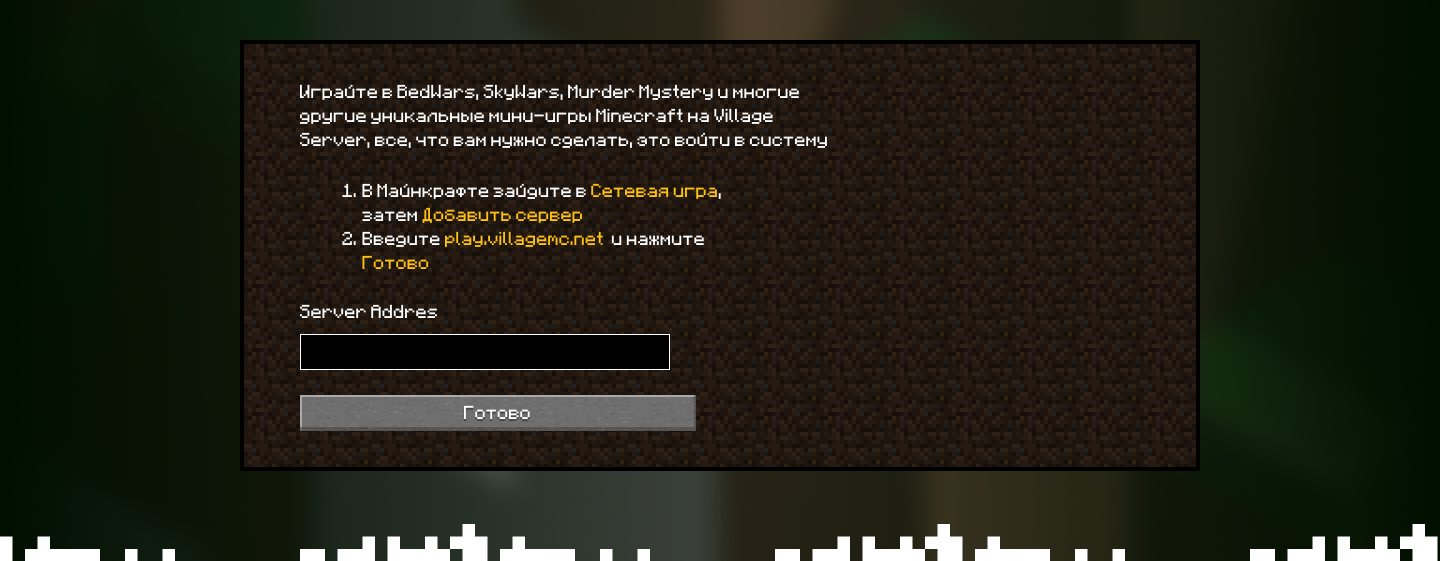 Играйте в BedWars, SkyWars, Murder Mystery и многие
другие уникальные мини-игры Minecraft на Village
Server, все, что вам нужно сделать, это войти в систему
1. В Майнкрафте зайдите в Сетевая игра,
затем Добавить сервер
2. Введите play.villagemc.net и нажмите
Готово
Server Addres
Готово